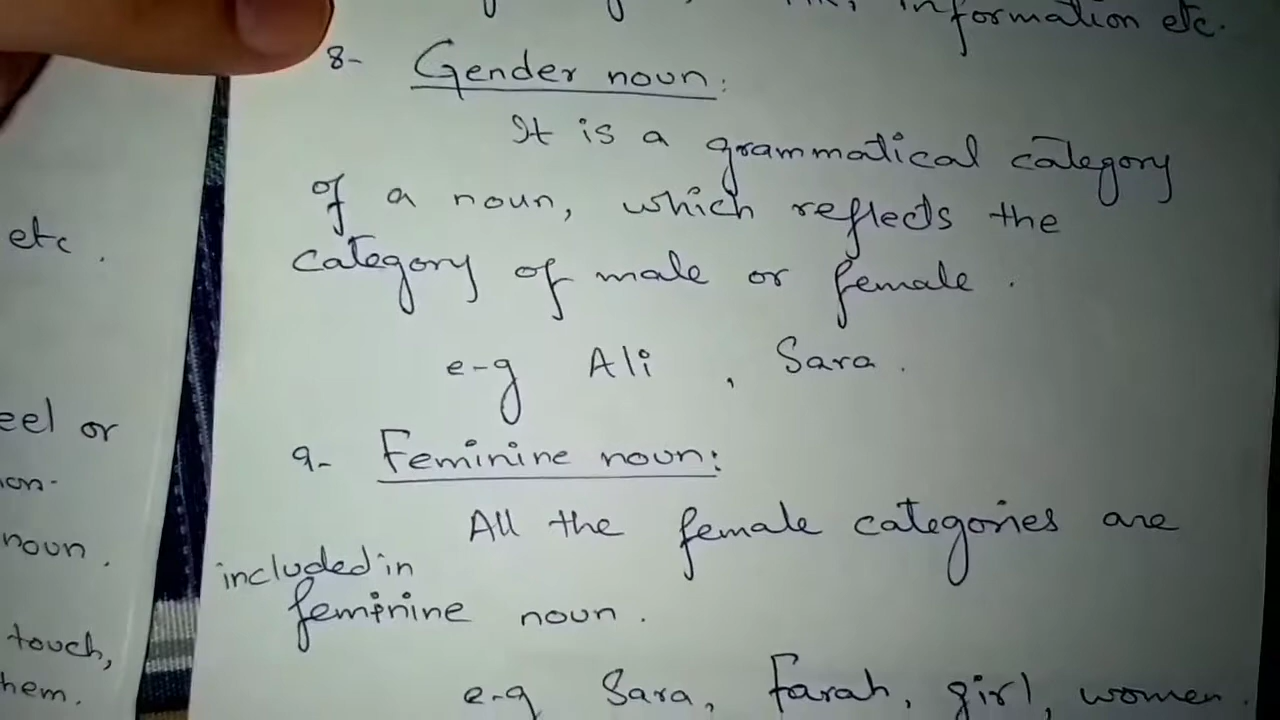 information etc.
8- Gender noun:
It is a grammatical category
of a noun, which reflects the
category of male or female.
e-g Ali, Sara.
9- Feminine noun:
All the female categories are
included in
feminine noun.
e-g Sara, Farah, girl, women.
etc.
or
noun.
touch,